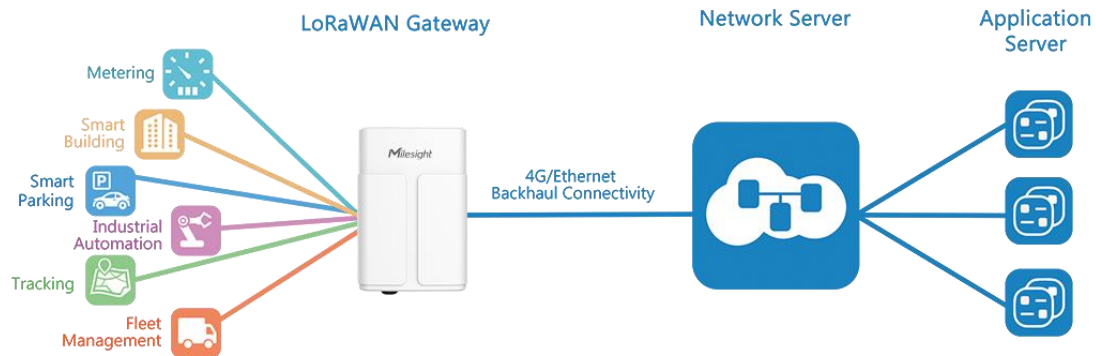 LoRaWAN Gateway
Network Server
Application
Server
Metering
Smart
Building
Smart
Parking
P
Industrial
Automation
Tracking
Fleet
Management
Milesight
4G/Ethernet
Backhaul Connectivity